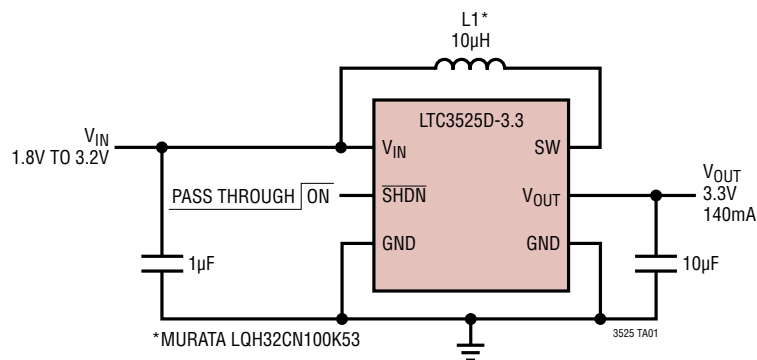 L1*
10µH
LTC3525D-3.3
VIN
1.8V TO 3.2V
VIN
SW
PASS THROUGH
ON
SHDN
VOUT
VOUT
3.3V
140mA
GND
GND
1µF
10µF
*MURATA LQH32CN100K53
3525 TA01